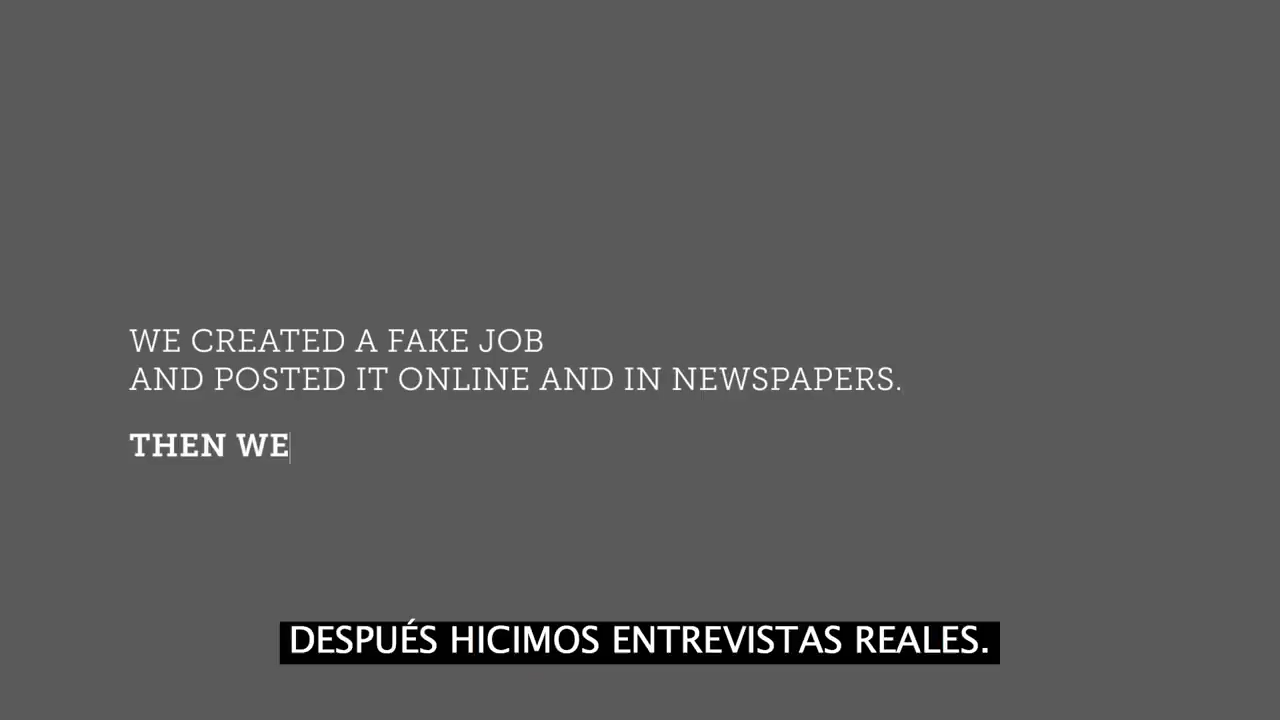 WE CREATED A FAKE JOB
AND POSTED IT ONLINE AND IN NEWSPAPERS.
THEN WE
DESPUÉS HICIMOS ENTREVISTAS REALES.